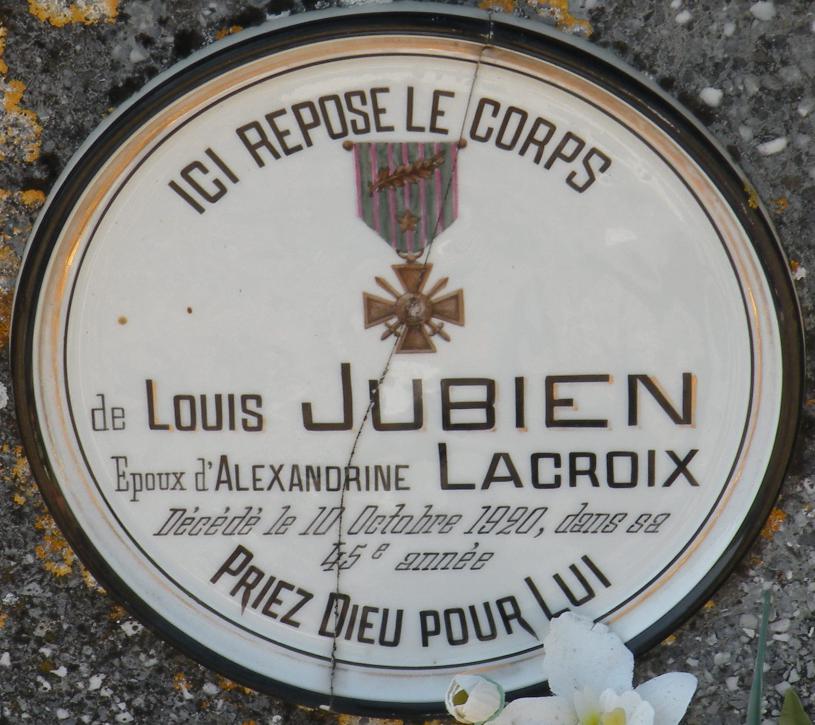 ICI REPOSE LE CORPS
de LOUIS JUBIEN
Epoux d'ALEXANDRINE LACROIX
Décédé le 10 Octobre 1920, dans sa
45e année
PRIEZ DIEU POUR LUI